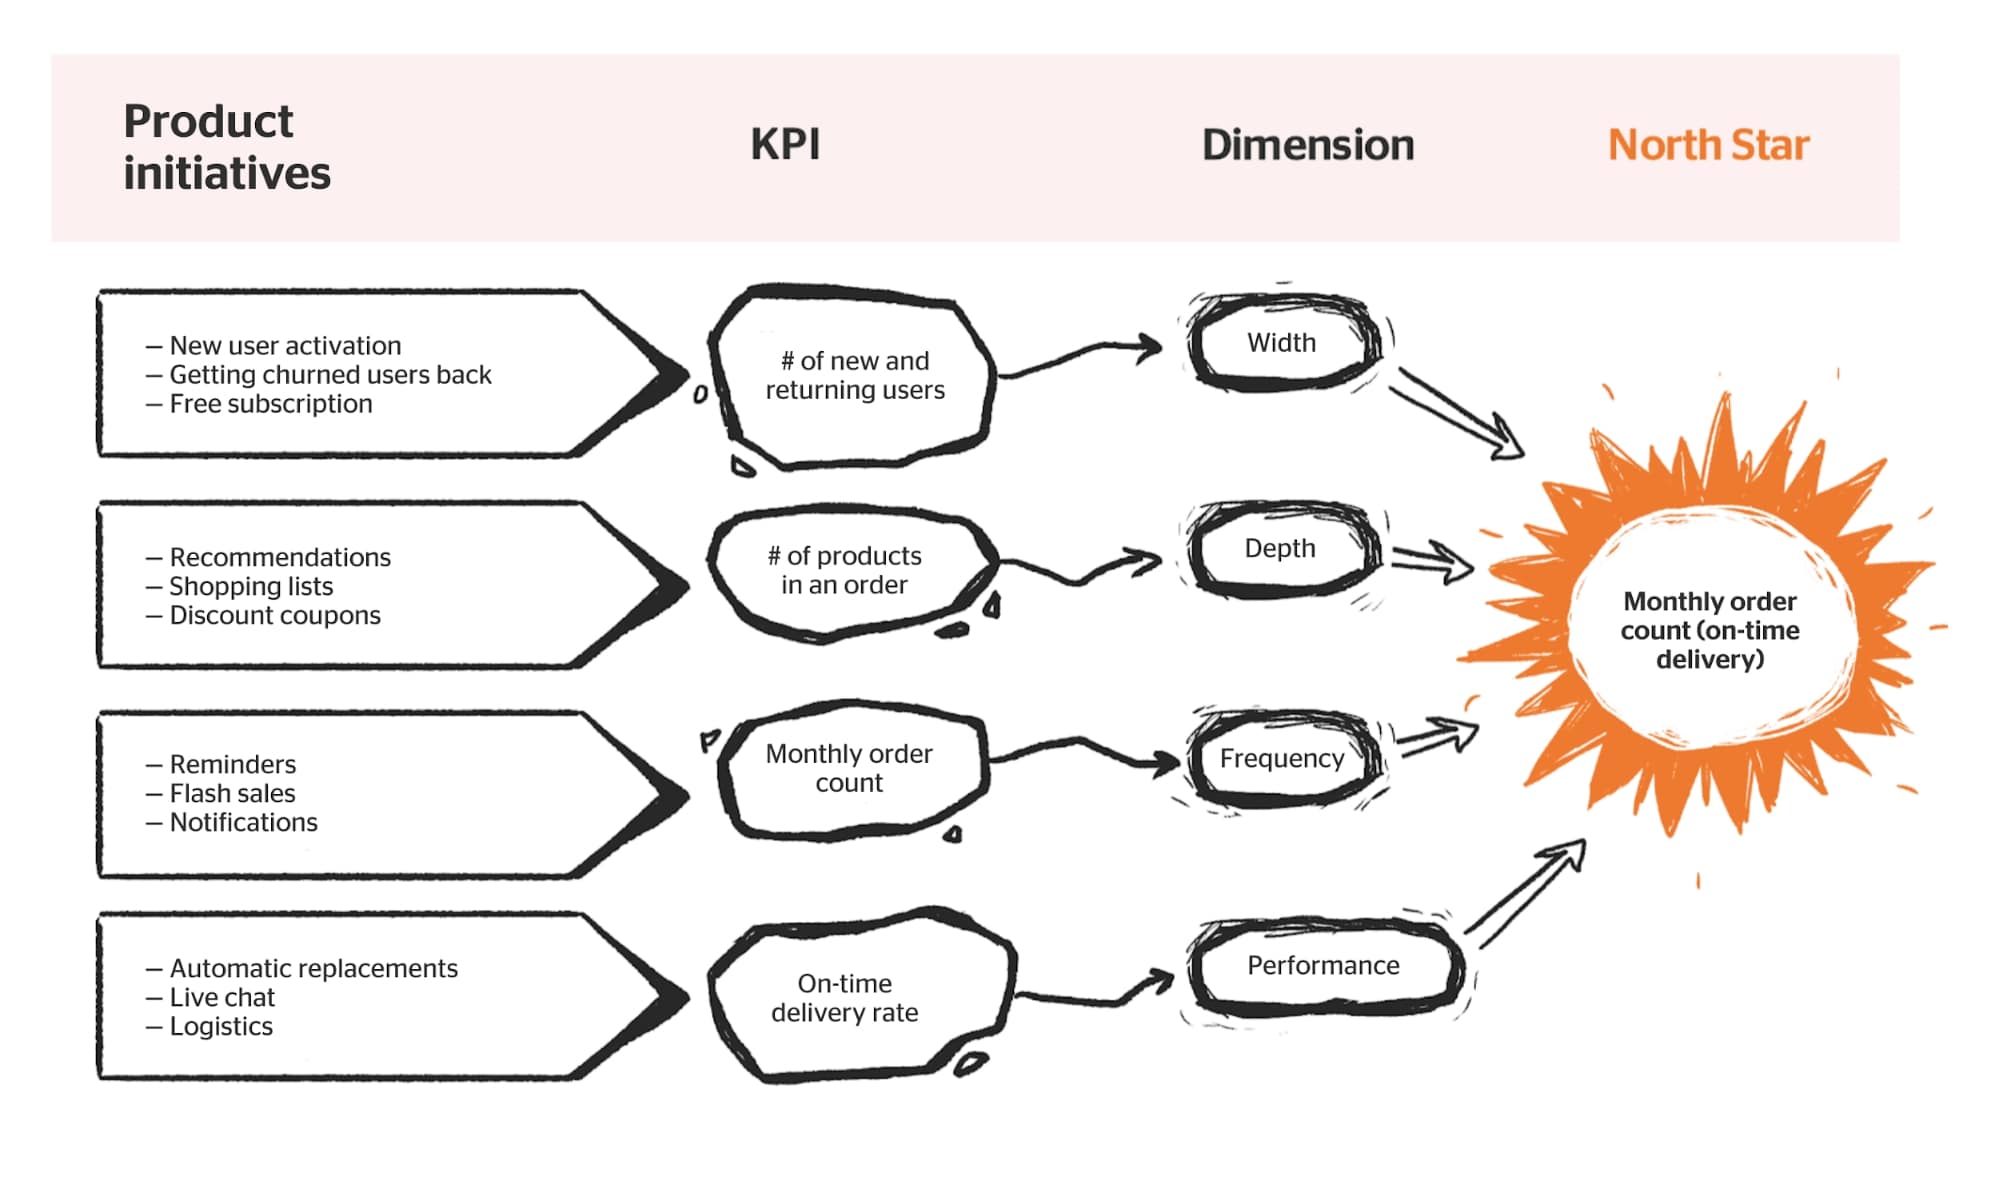 Product
initiatives
KPI
Dimension
North Star
– New user activation
– Getting churned users back
– Free subscription
# of new and
returning users
Width
– Recommendations
– Shopping lists
– Discount coupons
# of products
in an order
Depth
– Reminders
– Flash sales
– Notifications
Monthly order
count
Frequency
– Automatic replacements
– Live chat
– Logistics
On-time
delivery rate
Performance
Monthly order
count (on-time
delivery)